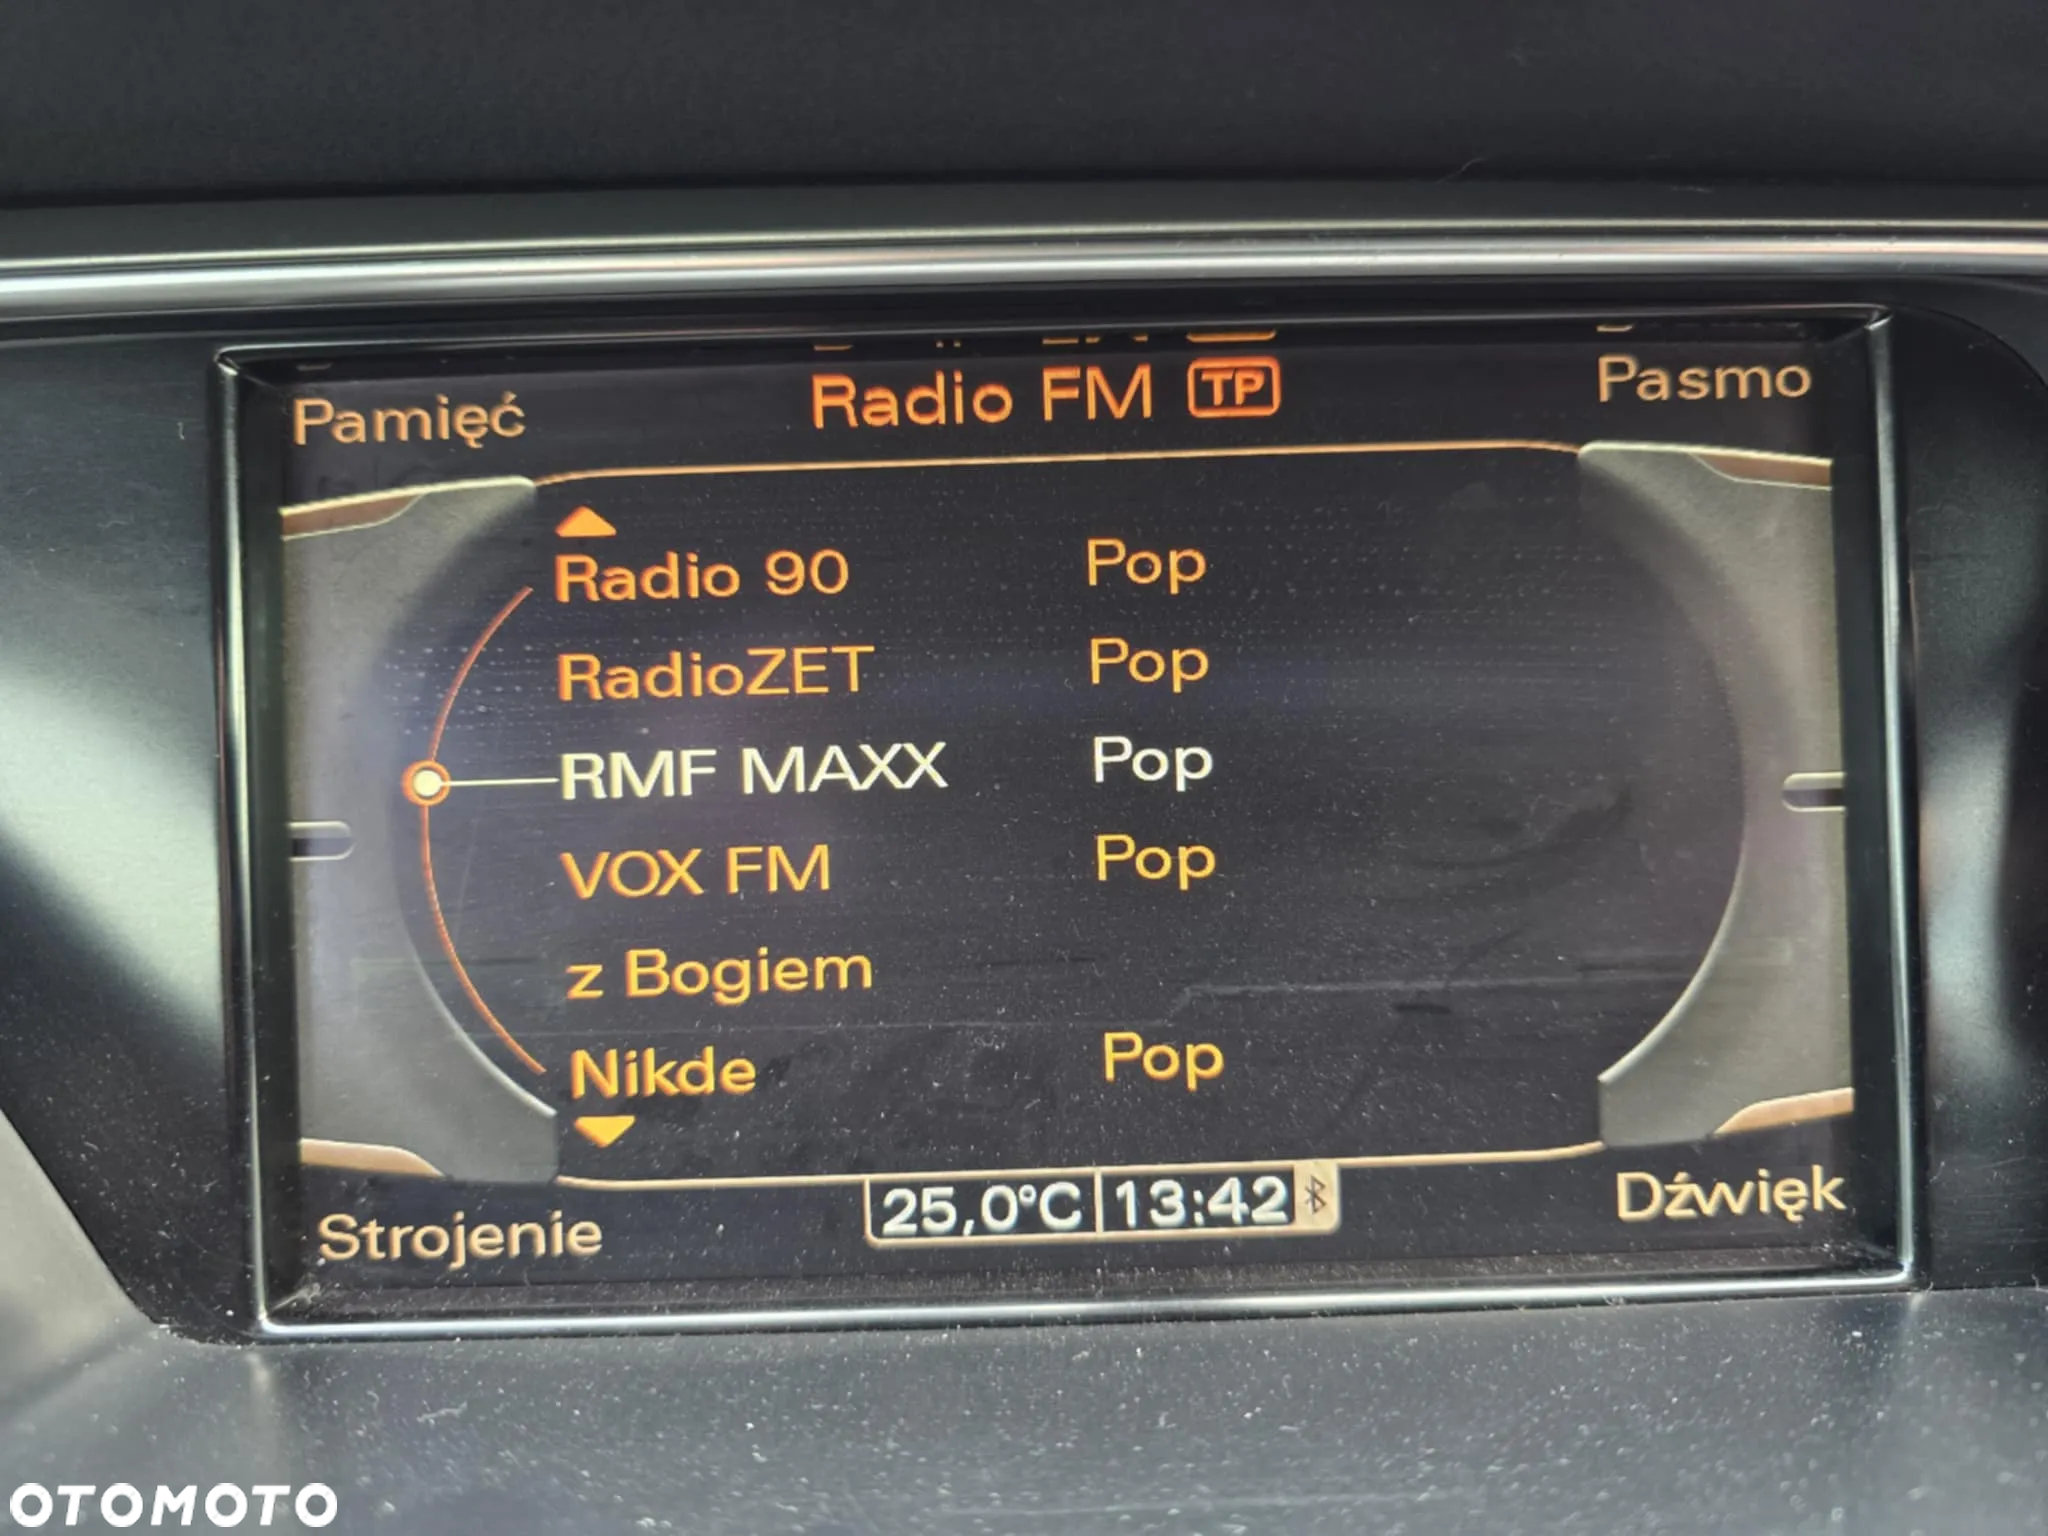 Pamięć
Radio FM TP
Pasmo
Radio 90 Pop
RadioZET Pop
RMF MAXX Pop
VOX FM Pop
z Bogiem
Nikde Pop
Strojenie
25,0°C 13:42
Dźwięk
OTOMOTO